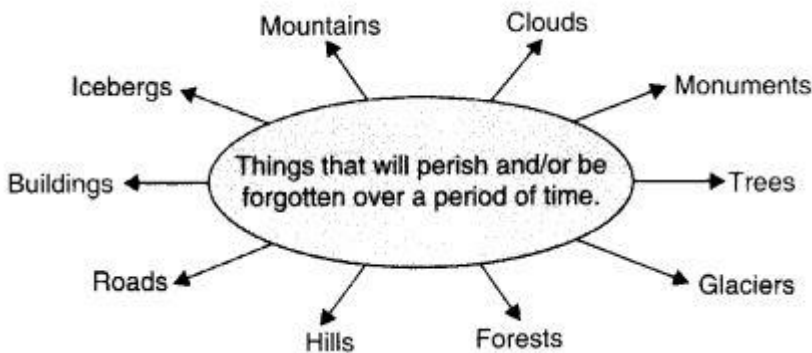 Mountains
Clouds
Icebergs
Monuments
Things that will perish and/or be
forgotten over a period of time.
Buildings
Trees
Roads
Glaciers
Hills
Forests